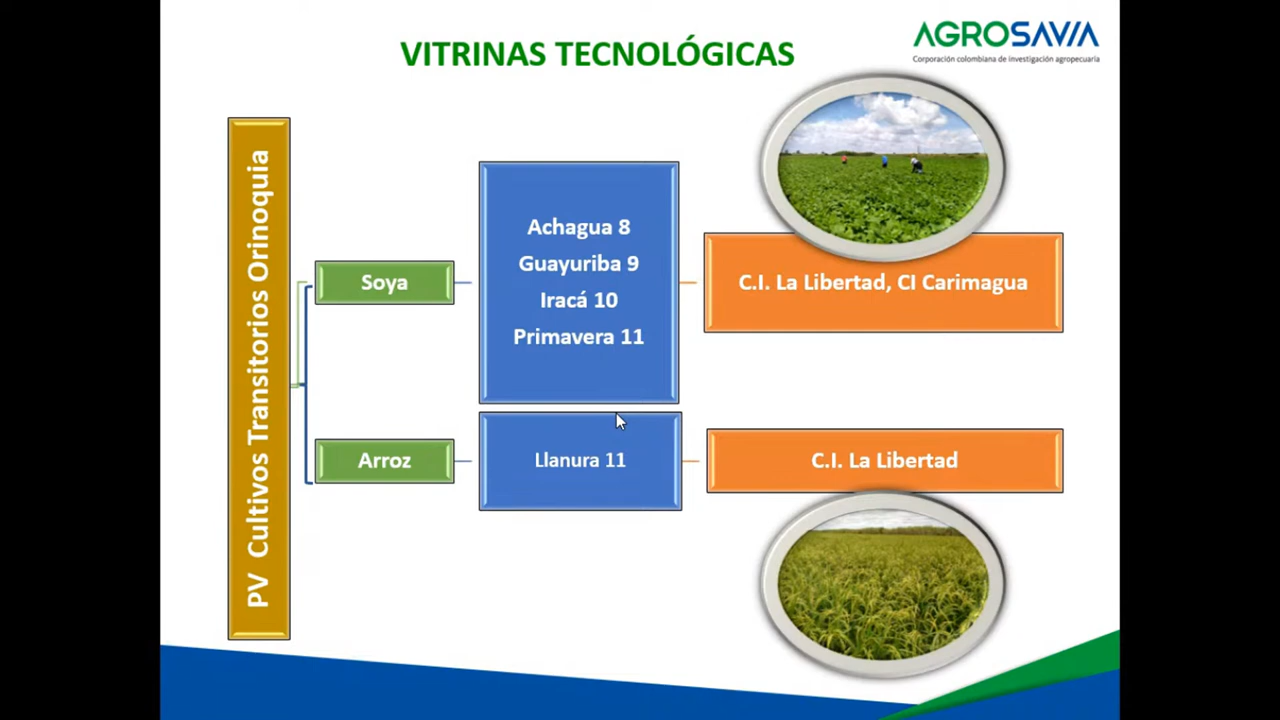 VITRINAS TECNOLÓGICAS
AGROSAVIA
Corporación colombiana de investigación agropecuaria
PV Cultivos Transitorios Orinoquia
Soya
Achagua 8
Guayuriba 9
Iracá 10
Primavera 11
C.I. La Libertad, CI Carimagua
Arroz
Llanura 11
C.I. La Libertad